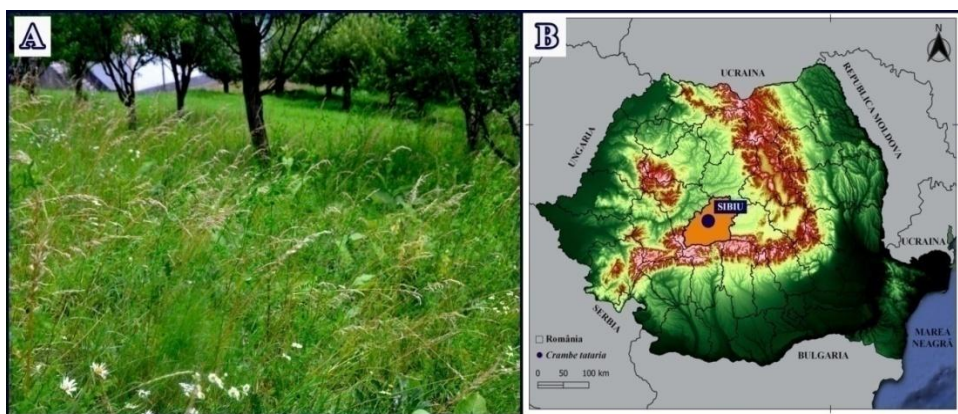 A
B
N
UCRAINA
REPUBLICA MOLDOVA
UNGARIA
SIBIU
UCRAINA
SERBIA
România
Crambe tataria
0 50 100 km
BULGARIA
MAREA
NEAGRĂ